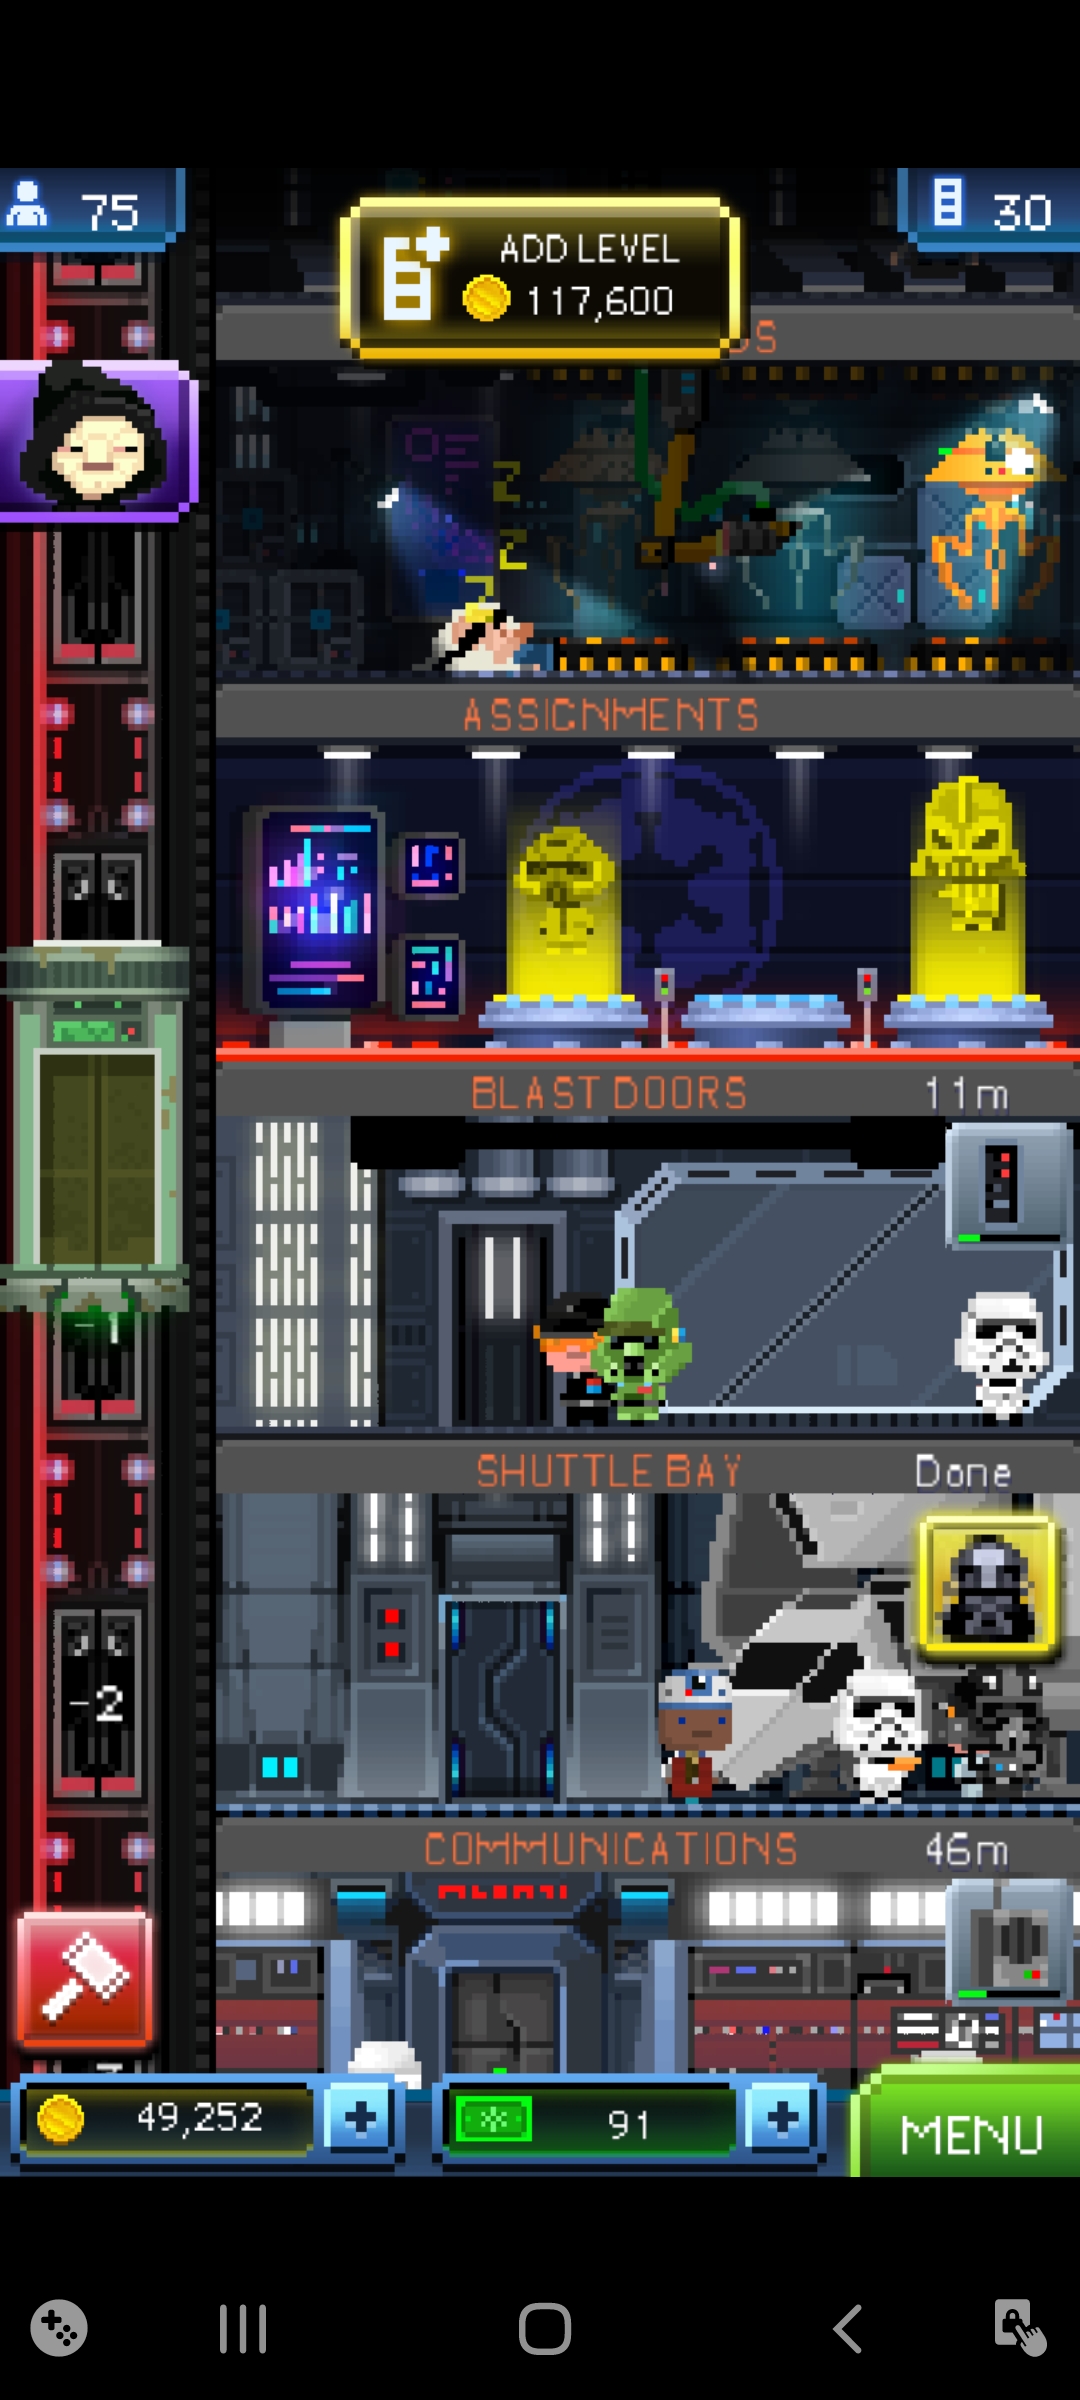 75
ADD LEVEL
117,600
30
Z
Z
Z
ASSIGNMENTS
BLAST DOORS
11m
-1
SHUTTLE BAY
Done
-2
COMMUNICATIONS
46m
49,252
+
91
+
MENU